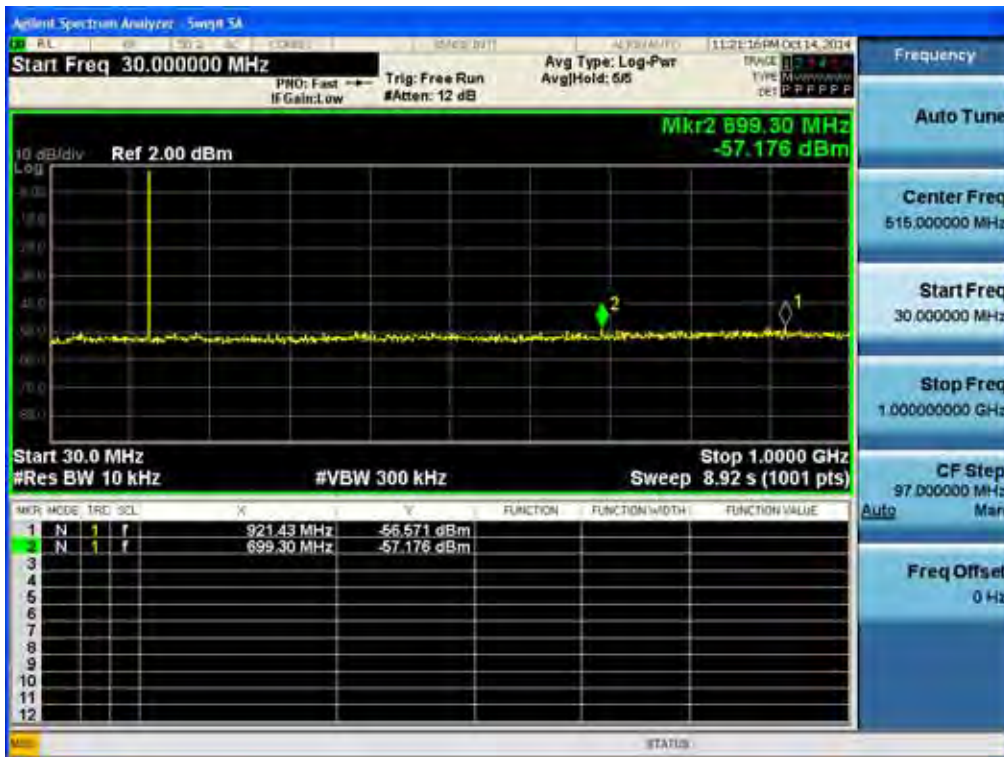 Agilent Spectrum Analyzer - Swept SA
RL
11:21:16 PM Oct 14, 2014
Start Freq 30.000000 MHz
PNO: Fast
IFGain:Low
Trig: Free Run
#Atten: 12 dB
Avg Type: Log-Pwr
Avg|Hold: 5/5
TRACE
TYPE
DET P P P P P P
Mkr2 699.30 MHz
-57.176 dBm
10 dB/div
Log
Ref 2.00 dBm
2
1
Start 30.0 MHz
Stop 1.0000 GHz
#Res BW 10 kHz
#VBW 300 kHz
Sweep 8.92 s (1001 pts)
MKR MODE TRC SCL X Y FUNCTION FUNCTION WIDTH FUNCTION VALUE
1 N 1 f 921.43 MHz -56.571 dBm
2 N 1 f 699.30 MHz -57.176 dBm
3
4
5
6
7
8
9
10
11
12
MSG
STATUS
Frequency
Auto Tune
Center Freq
515.000000 MHz
Start Freq
30.000000 MHz
Stop Freq
1.000000000 GHz
CF Step
97.000000 MHz
Auto Man
Freq Offset
0 Hz